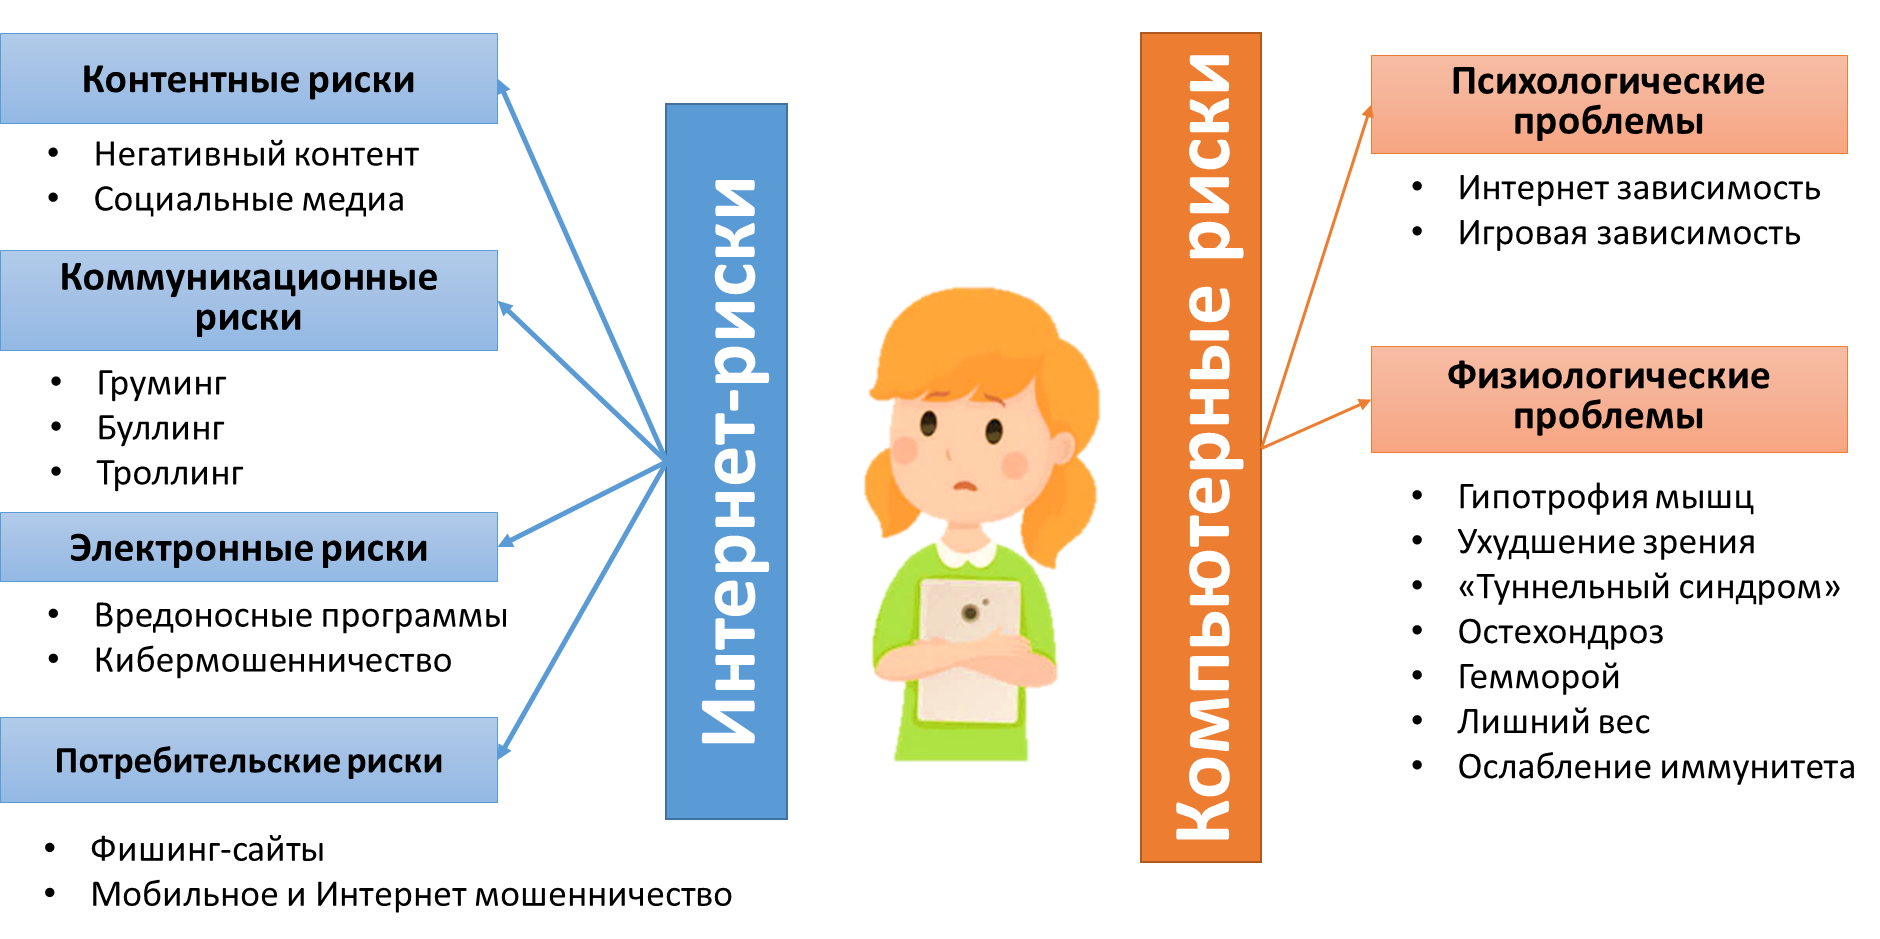 Контентные риски
• Негативный контент
• Социальные медиа
Коммуникационные
риски
• Груминг
• Буллинг
• Троллинг
Электронные риски
• Вредоносные программы
• Кибермошенничество
Потребительские риски
• Фишинг-сайты
• Мобильное и Интернет мошенничество
Интернет-риски
Компьютерные риски
Психологические
проблемы
• Интернет зависимость
• Игровая зависимость
Физиологические
проблемы
• Гипотрофия мышц
• Ухудшение зрения
• «Туннельный синдром»
• Остехондроз
• Гемморой
• Лишний вес
• Ослабление иммунитета